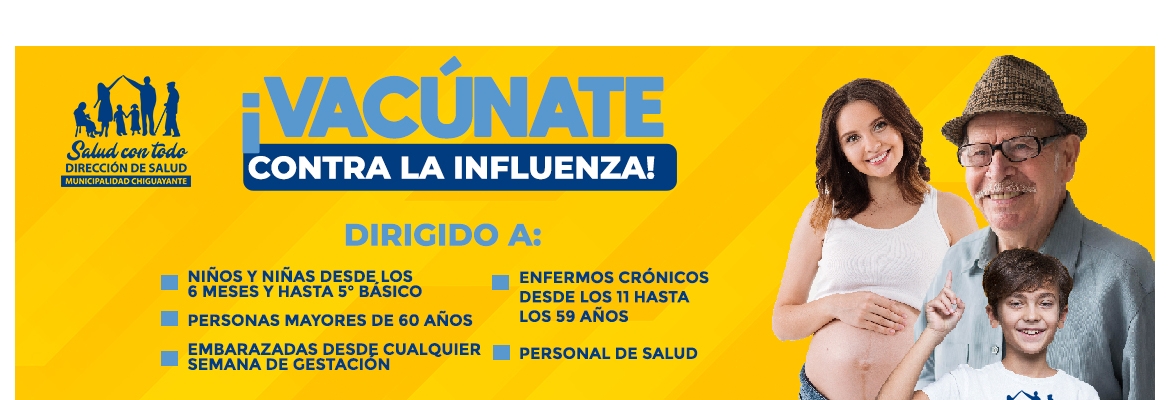 Salud con todo
DIRECCIÓN DE SALUD
MUNICIPALIDAD CHIGUAYANTE
¡VACÚNATE
CONTRA LA INFLUENZA!
DIRIGIDO A:
NIÑOS Y NIÑAS DESDE LOS
6 MESES Y HASTA 5° BÁSICO
PERSONAS MAYORES DE 60 AÑOS
EMBARAZADAS DESDE CUALQUIER
SEMANA DE GESTACIÓN
ENFERMOS CRÓNICOS
DESDE LOS 11 HASTA
LOS 59 AÑOS
PERSONAL DE SALUD